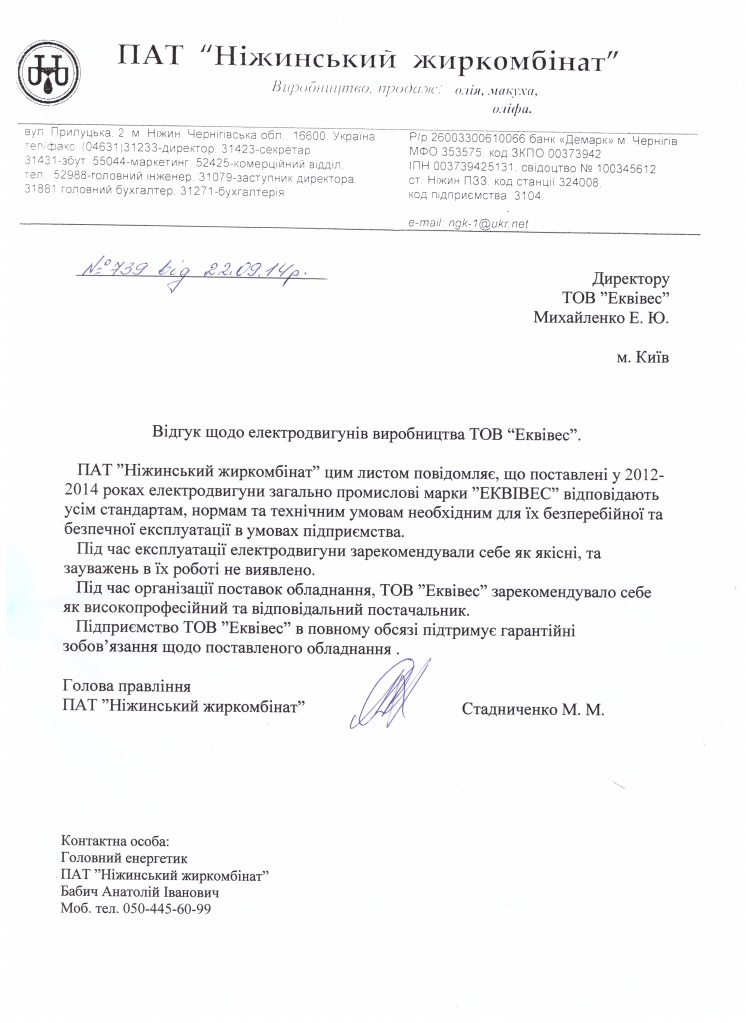 ПАТ “Ніжинський жиркомбінат”
Виробництво, продаж: олія, макуха,
оліфа.
вул. Прилуцька, 2 м. Ніжин, Чернігівська обл., 16600, Україна
тел/факс (04631)31233-директор, 31423-секретар
31431-збут, 55044-маркетинг, 52425-комерційний відділ,
тел. 52988-головний інженер, 31079-заступник директора,
31881 головний бухгалтер, 31271-бухгалтерія
Р/р 26003300610066 банк «Демарк» м. Чернігів
МФО 353575, код ЗКПО 00373942
ІПН 003739425131, свідоцтво № 100345612
ст. Ніжин ПЗЗ, код станції 324008,
код підприємства 3104,
e-mail: ngk-1@ukr.net
№ 739 від 22.09.14р.
Директору
ТОВ ”Еквівес”
Михайленко Е. Ю.
м. Київ
Відгук щодо електродвигунів виробництва ТОВ “Еквівес”.
ПАТ ”Ніжинський жиркомбінат” цим листом повідомляє, що поставлені у 2012-
2014 роках електродвигуни загально промислові марки ”ЕКВІВЕС” відповідають
усім стандартам, нормам та технічним умовам необхідним для їх безперебійної та
безпечної експлуатації в умовах підприємства.
Під час експлуатації електродвигуни зарекомендували себе як якісні, та
зауважень в їх роботі не виявлено.
Під час організації поставок обладнання, ТОВ ”Еквівес” зарекомендувало себе
як високопрофесійний та відповідальний постачальник.
Підприємство ТОВ ”Еквівес” в повному обсязі підтримує гарантійні
зобов’язання щодо поставленого обладнання .
Голова правління
ПАТ ”Ніжинський жиркомбінат” Стадниченко М. М.
Контактна особа:
Головний енергетик
ПАТ ”Ніжинський жиркомбінат”
Бабич Анатолій Іванович
Моб. тел. 050-445-60-99